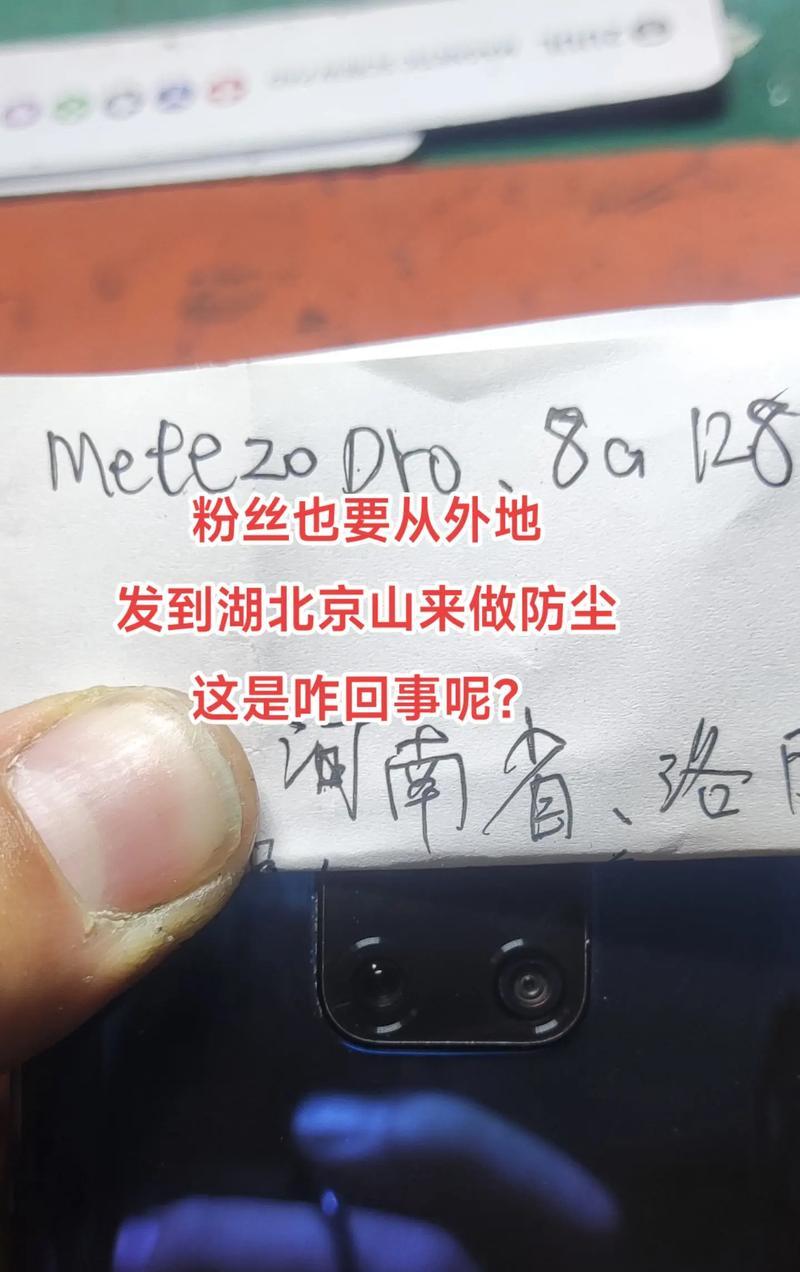 Mete20 Dro、8G 128
粉丝也要从外地
发到湖北京山来做防尘
这是咋回事呢?
河南省、洛